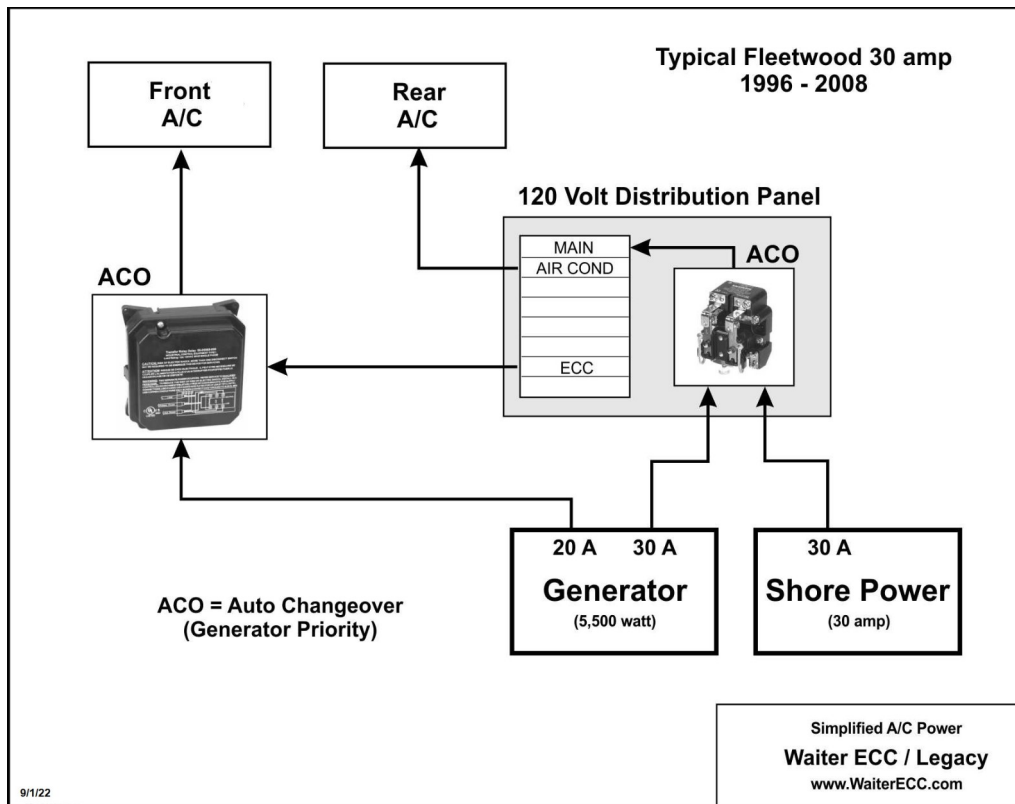 Typical Fleetwood 30 amp
1996 - 2008
Front
A/C
Rear
A/C
120 Volt Distribution Panel
MAIN
AIR COND
ECC
ACO
ACO
20 A 30 A
Generator
(5,500 watt)
30 A
Shore Power
(30 amp)
ACO = Auto Changeover
(Generator Priority)
Simplified A/C Power
Waiter ECC / Legacy
www.WaiterECC.com
9/1/22